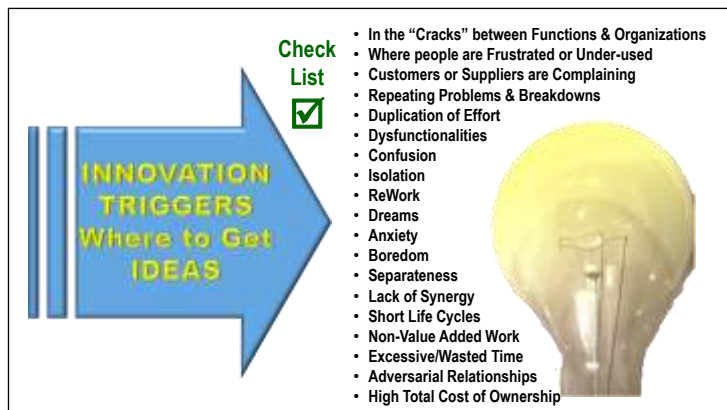 INNOVATION
TRIGGERS
Where to Get
IDEAS
Check
List
• In the “Cracks” between Functions & Organizations
• Where people are Frustrated or Under-used
• Customers or Suppliers are Complaining
• Repeating Problems & Breakdowns
• Duplication of Effort
• Dysfunctionalities
• Confusion
• Isolation
• ReWork
• Dreams
• Anxiety
• Boredom
• Separateness
• Lack of Synergy
• Short Life Cycles
• Non-Value Added Work
• Excessive/Wasted Time
• Adversarial Relationships
• High Total Cost of Ownership